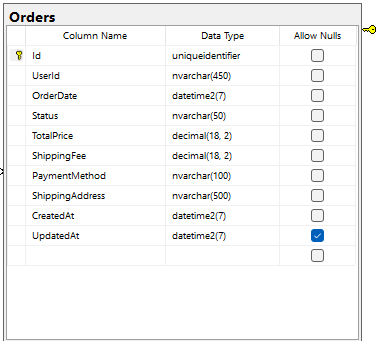 Orders
Column Name Data Type Allow Nulls
Id uniqueidentifier
UserId nvarchar(450)
OrderDate datetime2(7)
Status nvarchar(50)
TotalPrice decimal(18, 2)
ShippingFee decimal(18, 2)
PaymentMethod nvarchar(100)
ShippingAddress nvarchar(500)
CreatedAt datetime2(7)
UpdatedAt datetime2(7)